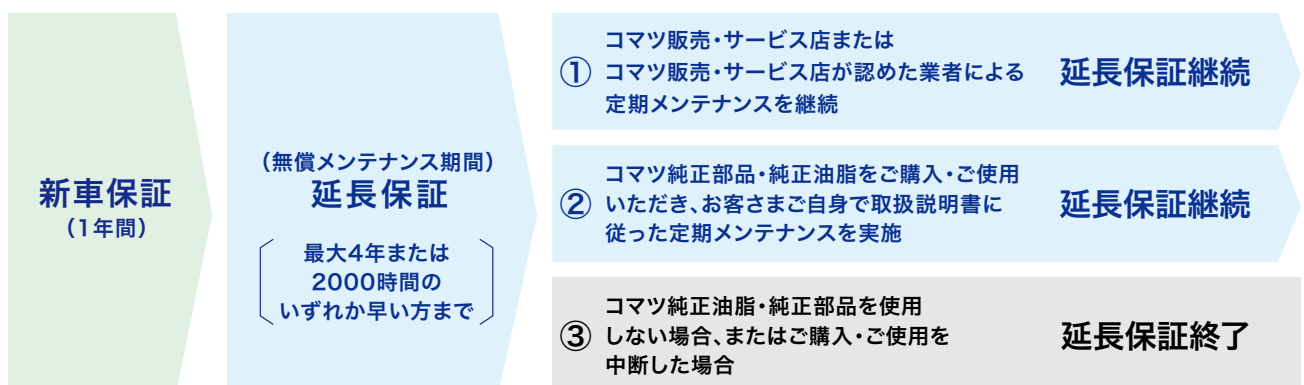 新車保証
(1年間)
(無償メンテナンス期間)
延長保証
最大4年または
2000時間の
いずれか早い方まで
① コマツ販売・サービス店または
コマツ販売・サービス店が認めた業者による
定期メンテナンスを継続
延長保証継続
② コマツ純正部品・純正油脂をご購入・ご使用
いただき、お客さまご自身で取扱説明書に
従った定期メンテナンスを実施
延長保証継続
③ コマツ純正油脂・純正部品を使用
しない場合、またはご購入・ご使用を
中断した場合
延長保証終了